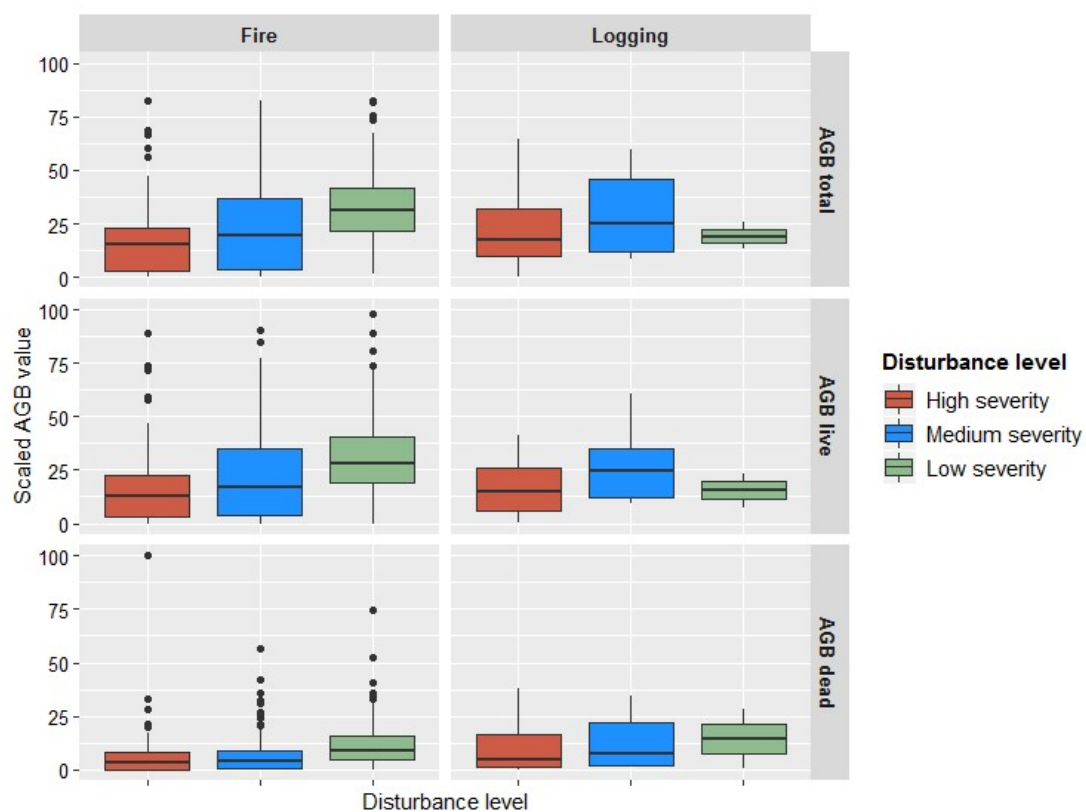 Fire
Logging
100
75
50
25
0
AGB total
100
75
50
25
0
AGB live
100
75
50
25
0
AGB dead
Scaled AGB value
Disturbance level
Disturbance level
High severity
Medium severity
Low severity